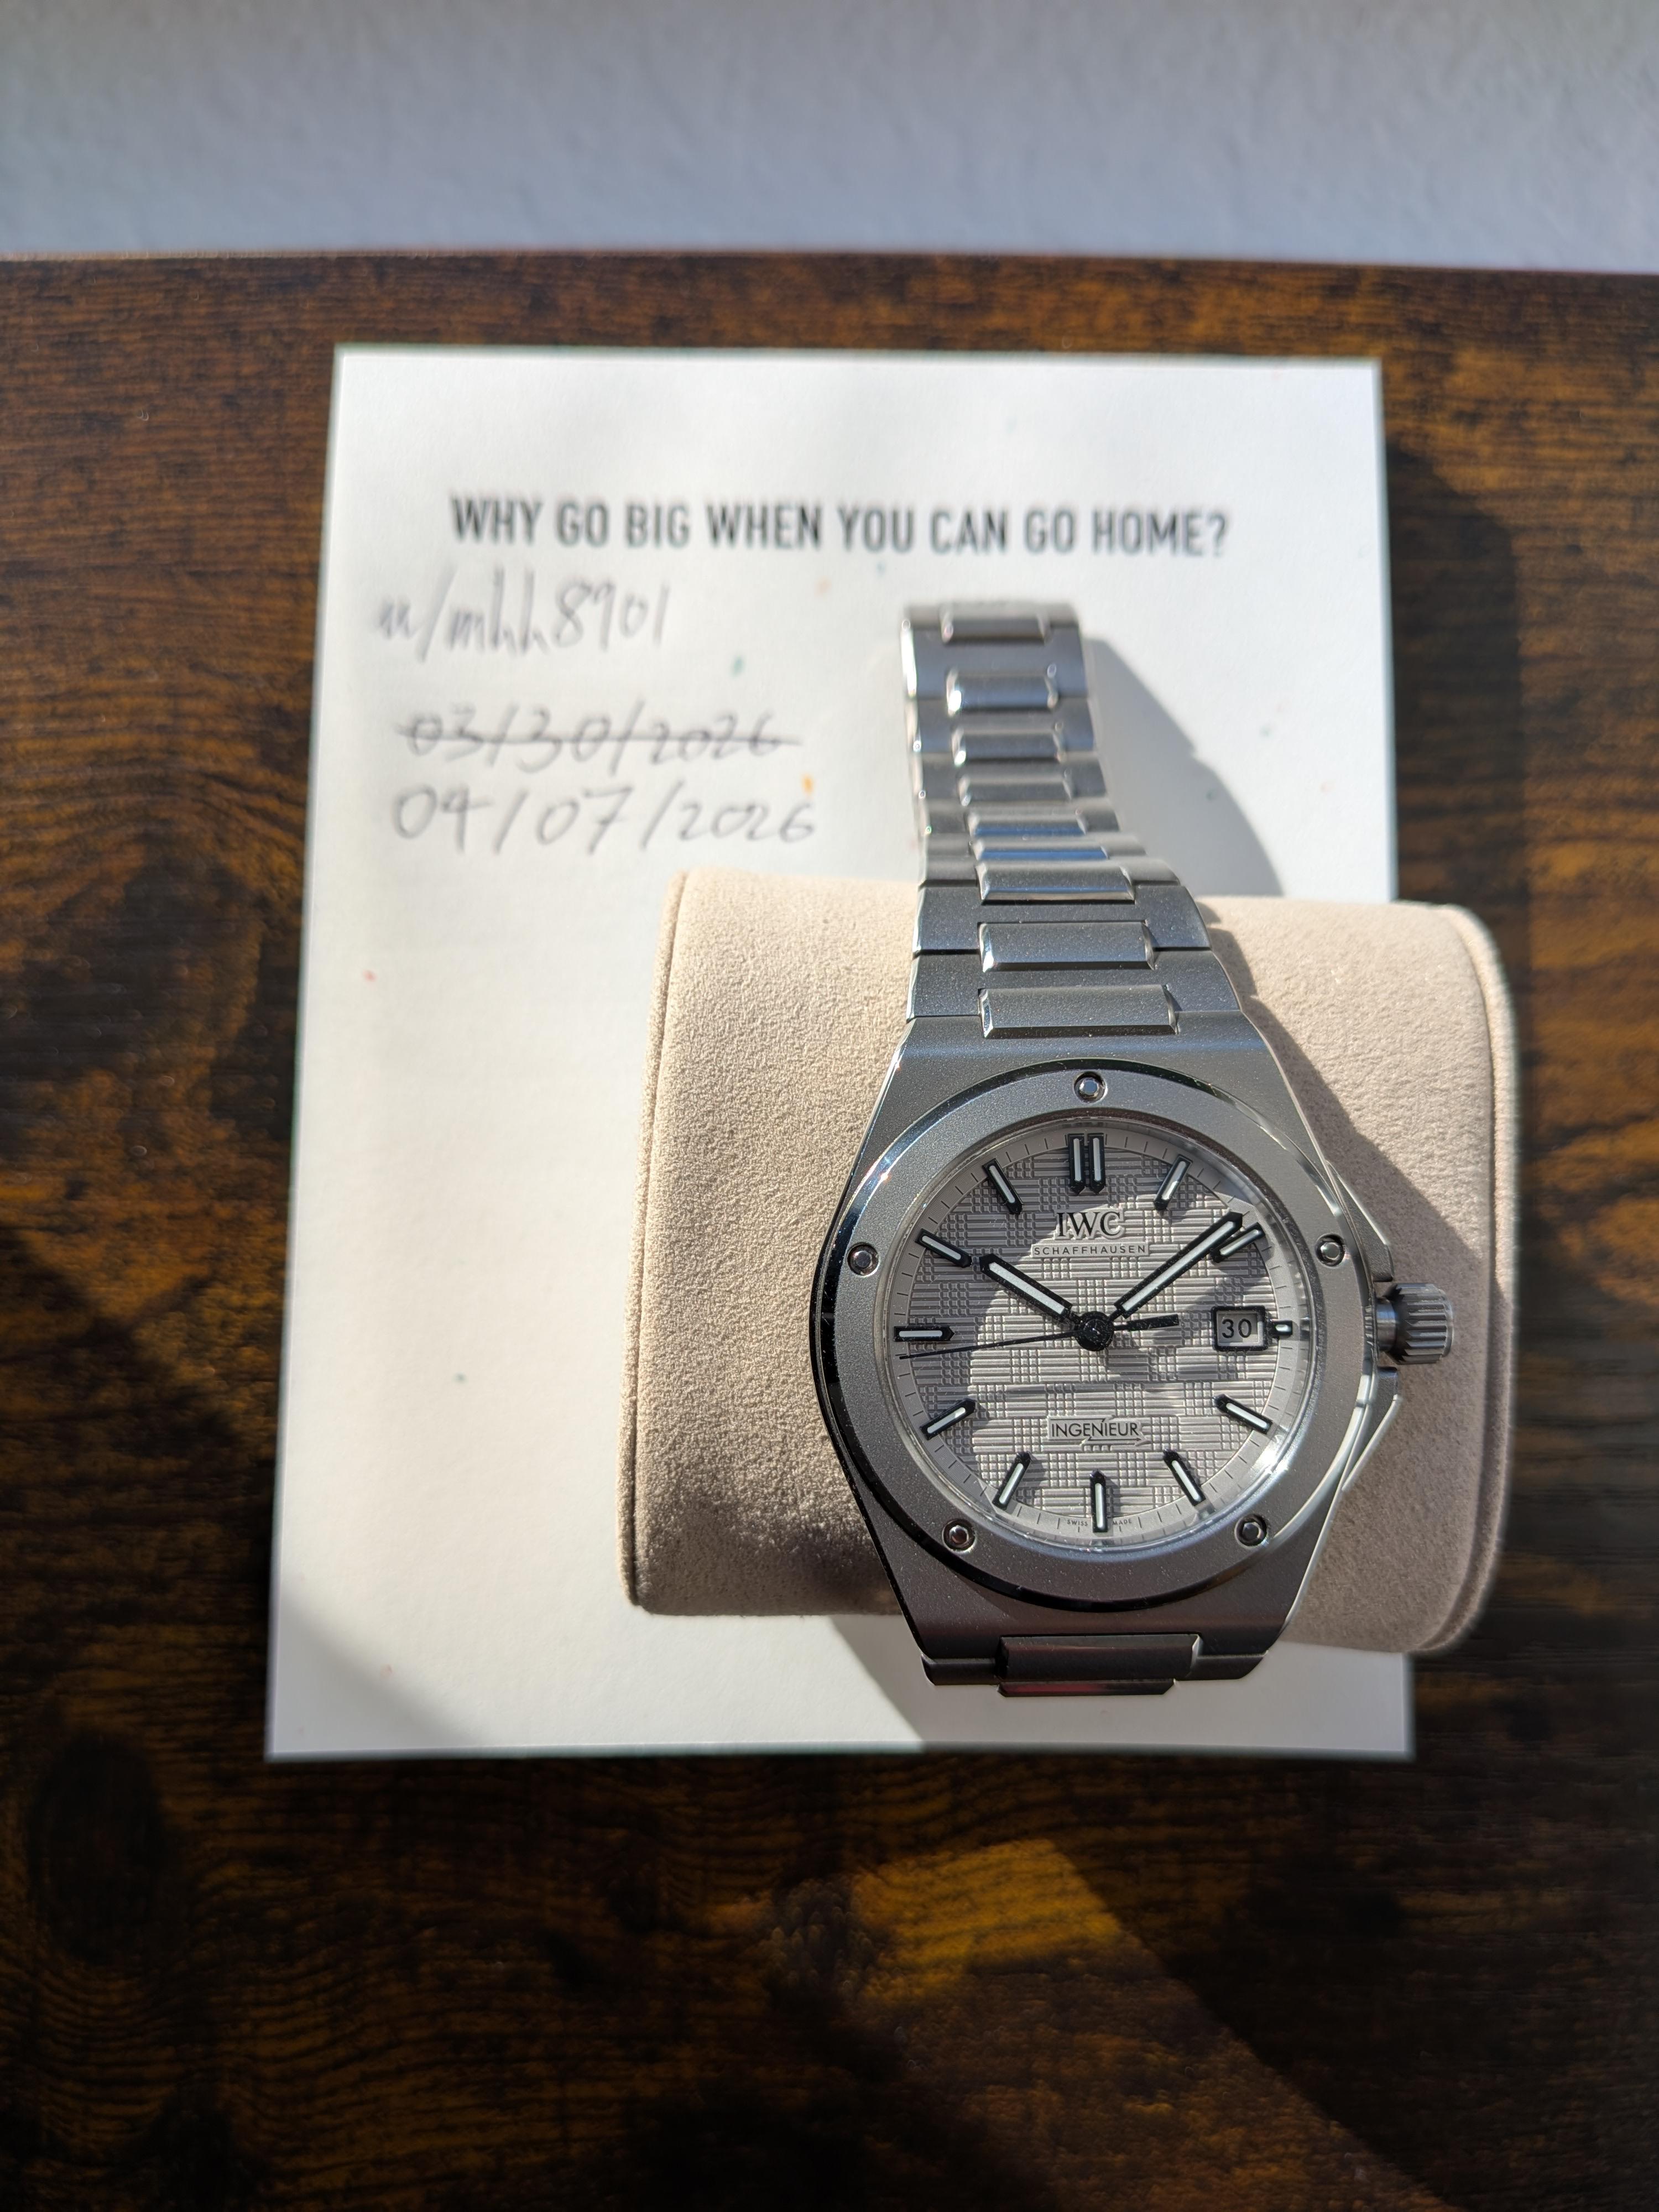 WHY GO BIG WHEN YOU CAN GO HOME?
u/mhh8901
03/30/2026
04/07/2026
IWC
SCHAFFHAUSEN
30
INGENIEUR
SWISS MADE